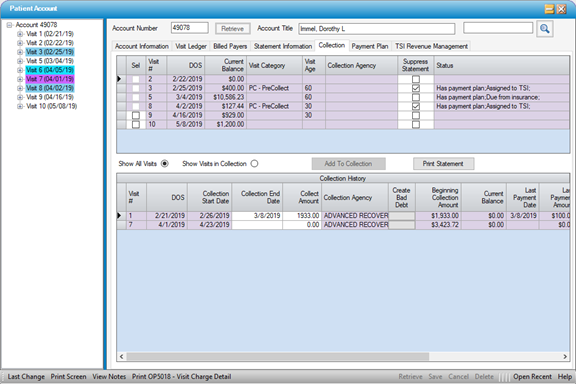 Patient Account
Account 49078
Visit 1 (02/21/19)
Visit 2 (02/22/19)
Visit 3 (02/25/19)
Visit 5 (03/04/19)
Visit 6 (04/05/19)
Visit 7 (04/01/19)
Visit 8 (04/02/19)
Visit 9 (04/16/19)
Visit 10 (05/08/19)
Account Number 49078 Retrieve Account Title Immel, Dorothy L
Account Information Visit Ledger Billed Payers Statement Information Collection Payment Plan TSI Revenue Management
Sel Visit # DOS Current Balance Visit Category Visit Age Collection Agency Suppress Statement Status
2 2/22/2019 $0.00
3 2/25/2019 $400.00 PC - PreCollect 60 Has payment plan;Assigned to TSI;
5 3/4/2019 $10,586.23 60 Has payment plan;Due from insurance;
8 4/2/2019 $127.44 PC - PreCollect 30 Has payment plan;Assigned to TSI;
9 4/16/2019 $929.00 30
10 5/8/2019 $1,200.00
Show All Visits Show Visits in Collection Add To Collection Print Statement
Collection History
Visit # DOS Collection Start Date Collection End Date Collect Amount Collection Agency Create Bad Debt Beginning Collection Amount Current Balance Last Payment Date Last Payment Amount
1 2/21/2019 2/26/2019 3/8/2019 1933.00 ADVANCED RECOVER $1,933.00 $0.00 3/8/2019 $100.0
7 4/1/2019 4/23/2019 0.00 ADVANCED RECOVER $3,423.72 $0.00 $0.0
Last Change Print Screen View Notes Print OP5018 - Visit Charge Detail Retrieve Save Cancel Delete Open Recent Help